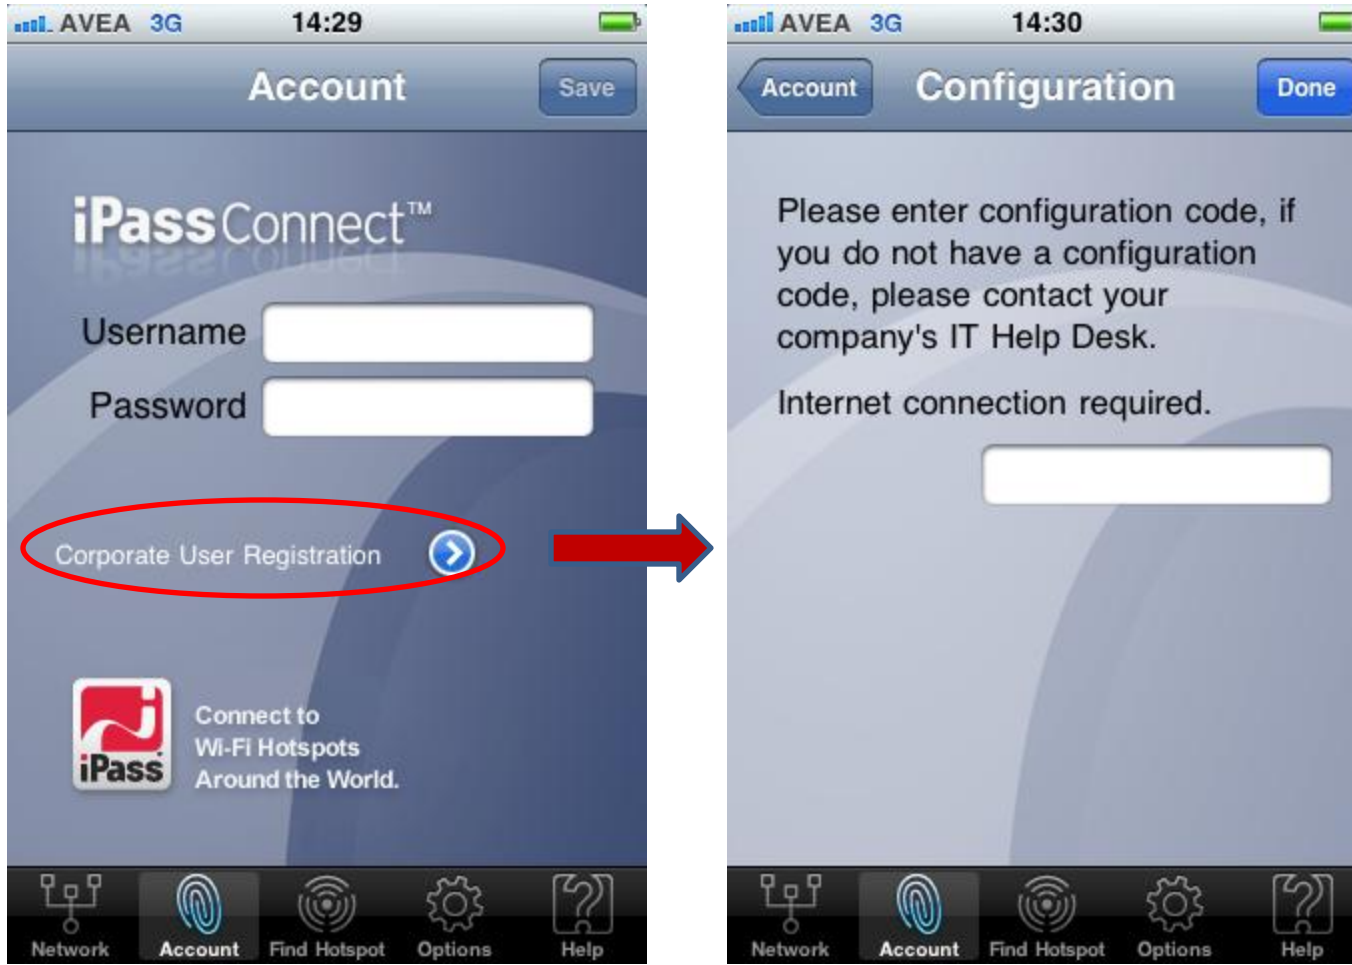 AVEA 3G 14:29
Account
Save
iPassConnect™
Username
Password
Corporate User Registration
iPass
Connect to
Wi-Fi Hotspots
Around the World.
Network Account Find Hotspot Options Help
AVEA 3G 14:30
Account
Configuration
Done
Please enter configuration code, if
you do not have a configuration
code, please contact your
company's IT Help Desk.
Internet connection required.
Network Account Find Hotspot Options Help